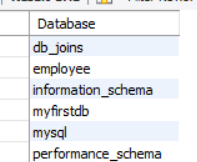 Database
db_joins
employee
information_schema
myfirstdb
mysql
performance_schema